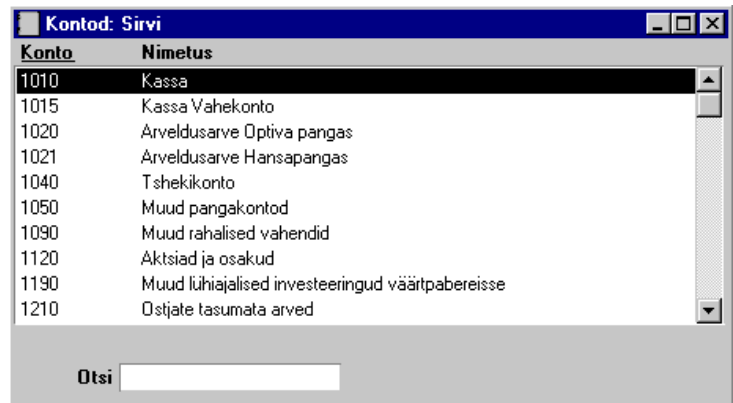 Kontod: Sirvi
Konto Nimetus
1010 Kassa
1015 Kassa Vahekonto
1020 Arveldusarve Optiva pangas
1021 Arveldusarve Hansapangas
1040 Tshekikonto
1050 Muud pangakontod
1090 Muud rahalised vahendid
1120 Aktsiad ja osakud
1190 Muud lühiajalised investeeringud väärtpabereisse
1210 Ostjate tasumata arved
Otsi